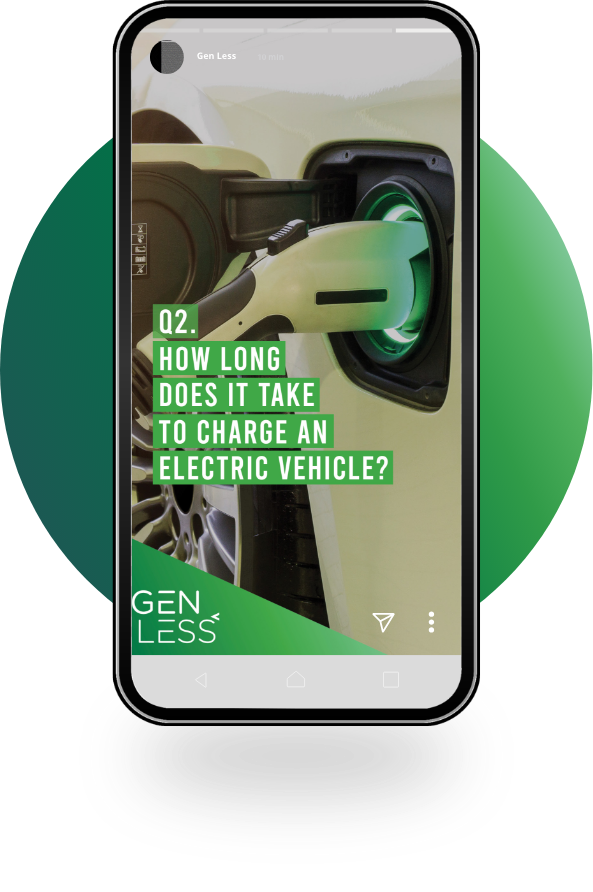 Gen Less
Q2.
HOW LONG
DOES IT TAKE
TO CHARGE AN
ELECTRIC VEHICLE?
GEN
LESS